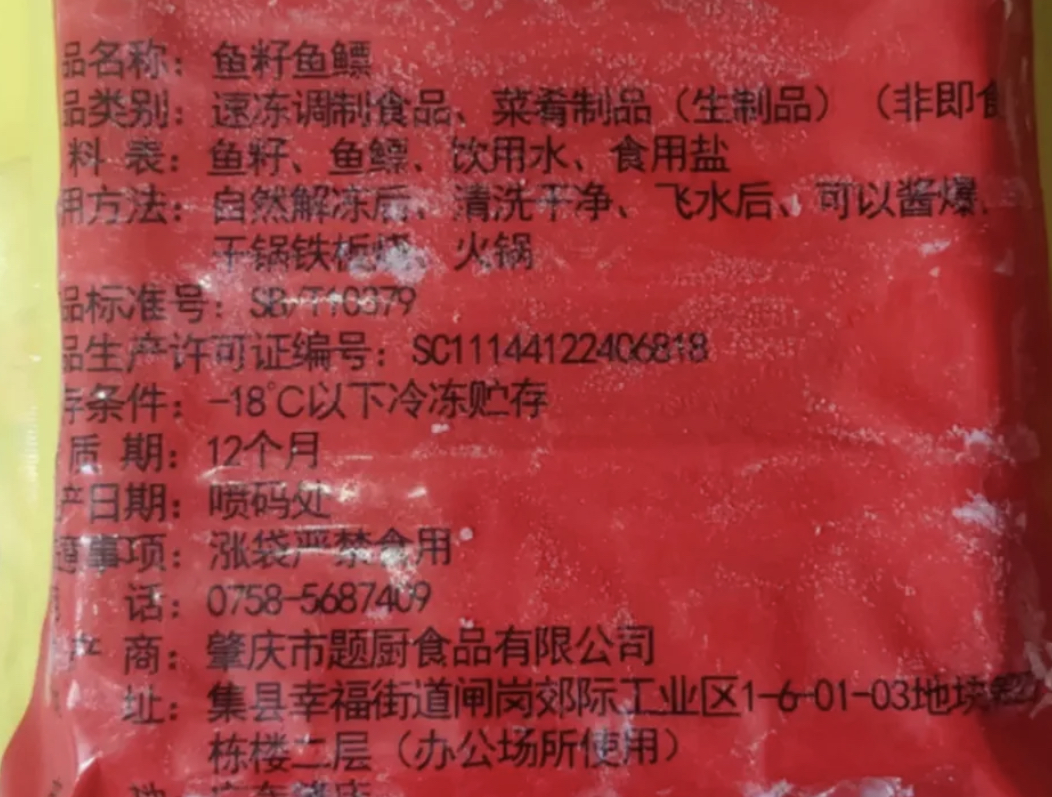 品名称：鱼籽鱼鳔
品类别：速冻调制食品、菜肴制品（生制品）（非即食
料 表：鱼籽、鱼鳔、饮用水、食用盐
用方法：自然解冻后、清洗干净、飞水后、可以酱爆、
干锅铁板烧、火锅
品标准号：SB/T10379
品生产许可证编号：SC11144122406818
存条件：-18℃以下冷冻贮存
质 期：12个月
产日期：喷码处
意事项：涨袋严禁食用
话：0758-5687409
产 商：肇庆市题厨食品有限公司
址：集县幸福街道闸岗郊际工业区1-6-01-03地块
栋楼二层（办公场所使用）
地：广东肇庆